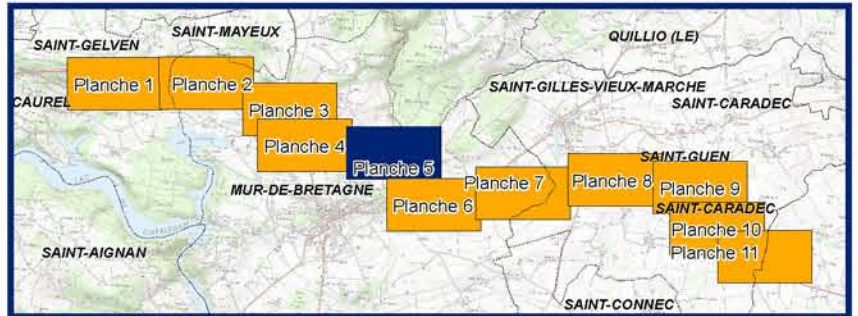 SAINT-MAYEUX
QUILLIO (LE)
SAINT-GELVEN
Planche 1
Planche 2
SAINT-GILLES-VIEUX-MARCHE
CAUREL
Planche 3
SAINT-CARADEC
Planche 4
SAINT-GUEN
Planche 5
Planche 7
Planche 8
MUR-DE-BRETAGNE
Planche 9
Planche 6
SAINT-CARADEC
Planche 10
SAINT-AIGNAN
Planche 11
SAINT-CONNEC